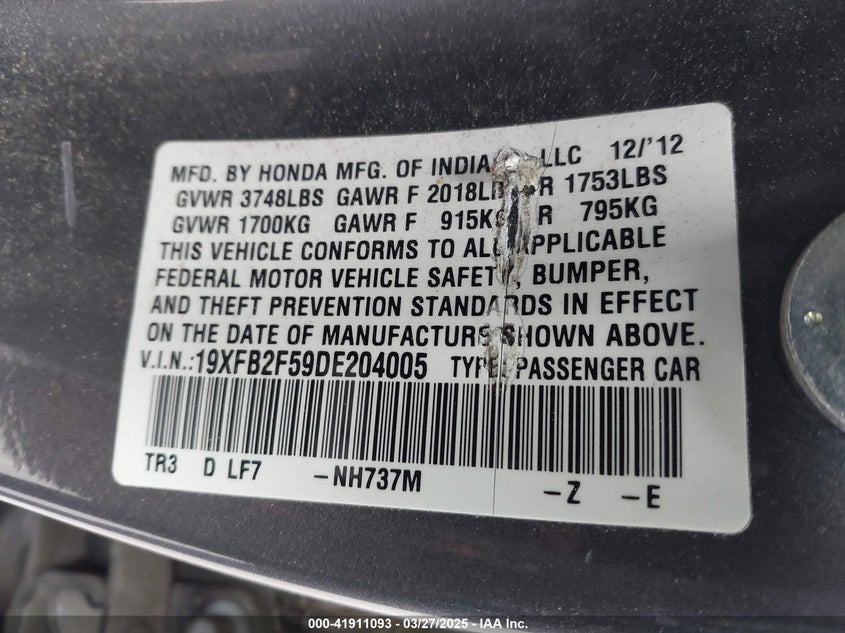 MFD. BY HONDA MFG. OF LLC 12/'12
GVWR 3748LBS GAWR F 2018LB R 1753LBS
GVWR 1700KG GAWR F 915KG R 795KG
THIS VEHICLE CONFORMS TO ALL APPLICABLE
FEDERAL MOTOR VEHICLE SAFETY, BUMPER,
AND THEFT PREVENTION STANDARDS IN EFFECT
ON THE DATE OF MANUFACTURE SHOWN ABOVE.
V.I.N.:19XFB2F59DE204005 TYPE: PASSENGER CAR
TR3 D LF7 -NH737M -Z -E
000-41911093 - 03/27/2025 - IAA Inc.